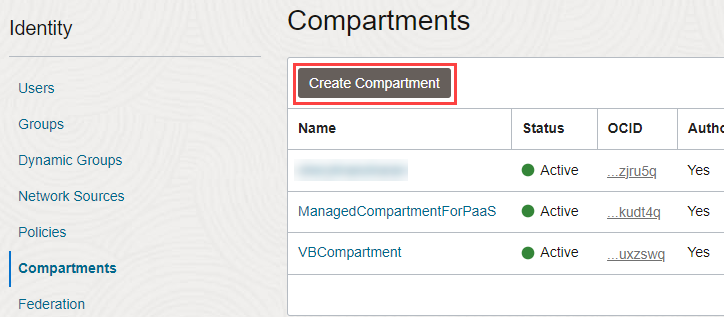 Identity
Users
Groups
Dynamic Groups
Network Sources
Policies
Compartments
Federation
Compartments
Create Compartment
Name Status OCID Autho
Active ...zjru5q Yes
ManagedCompartmentForPaaS Active ...kudt4q Yes
VBCompartment Active ...uxzswq Yes